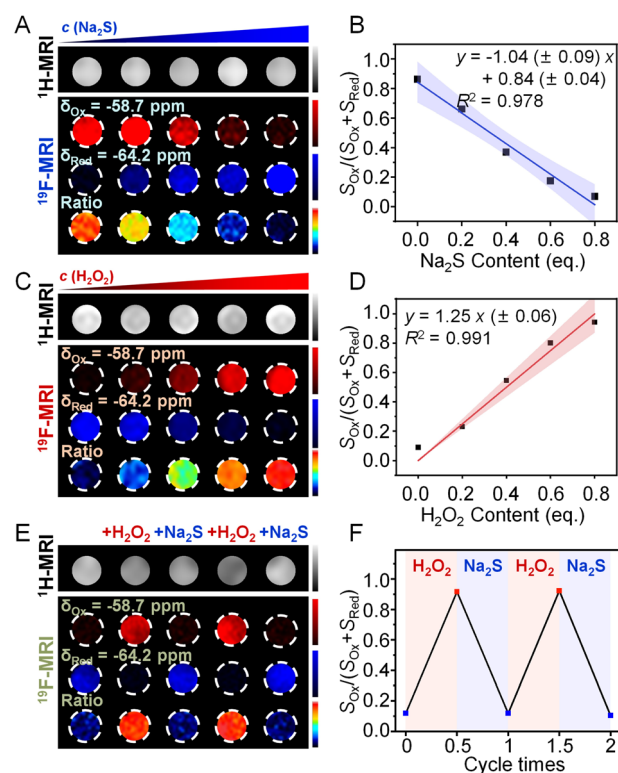 A
c (Na₂S)
¹H-MRI
¹⁹F-MRI
δOx = -58.7 ppm
δRed = -64.2 ppm
Ratio
B
y = -1.04 (± 0.09) x
+ 0.84 (± 0.04)
R² = 0.978
SOx/(SOx+SRed)
1.0
0.8
0.6
0.4
0.2
0.0
0.0 0.2 0.4 0.6 0.8
Na₂S Content (eq.)
C
c (H₂O₂)
¹H-MRI
¹⁹F-MRI
δOx = -58.7 ppm
δRed = -64.2 ppm
Ratio
D
y = 1.25 x (± 0.06)
R² = 0.991
SOx/(SOx+SRed)
1.0
0.8
0.6
0.4
0.2
0.0
0.0 0.2 0.4 0.6 0.8
H₂O₂ Content (eq.)
E
+H₂O₂ +Na₂S +H₂O₂ +Na₂S
¹H-MRI
¹⁹F-MRI
δOx = -58.7 ppm
δRed = -64.2 ppm
Ratio
F
H₂O₂ Na₂S H₂O₂ Na₂S
SOx/(SOx+SRed)
1.0
0.8
0.6
0.4
0.2
0.0
0 0.5 1 1.5 2
Cycle times